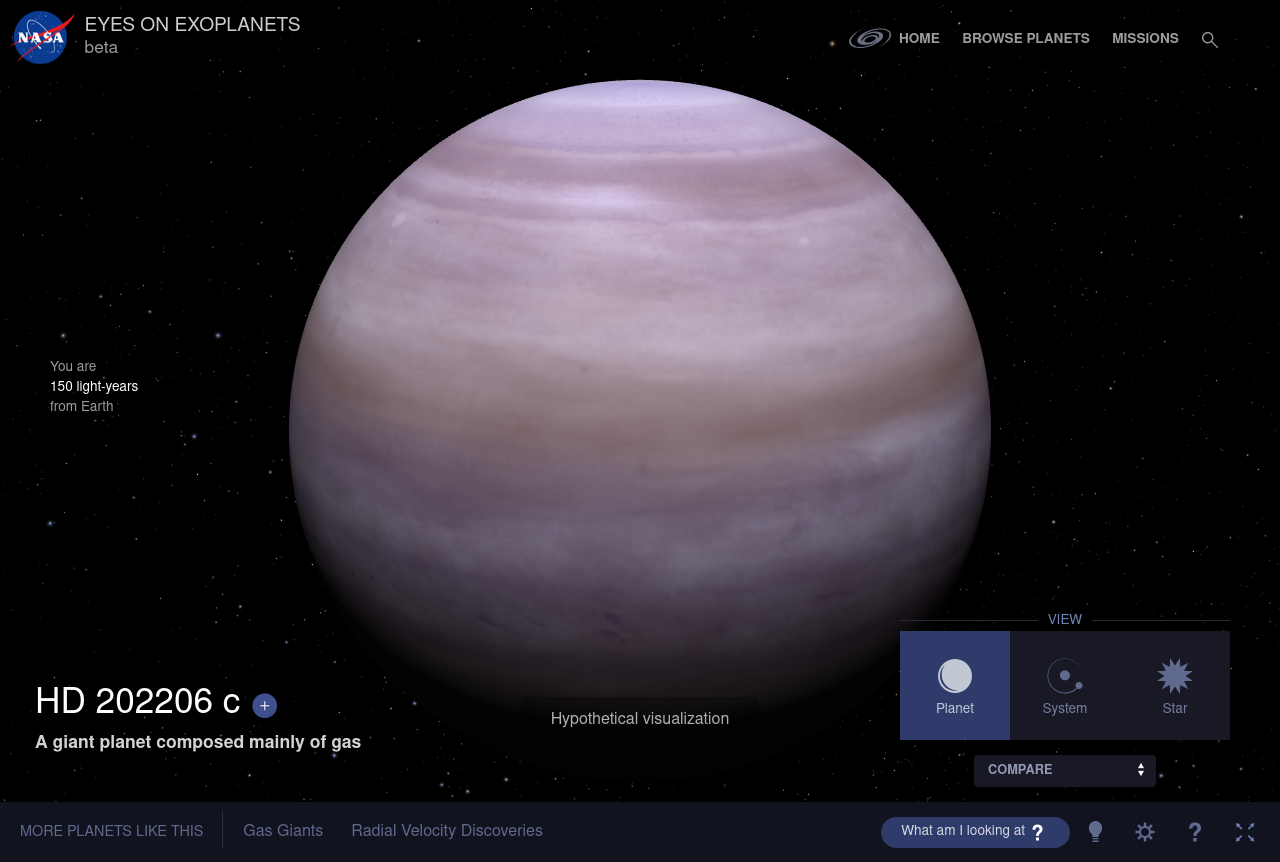 NASA
EYES ON EXOPLANETS
beta
HOME
BROWSE PLANETS
MISSIONS
You are
150 light-years
from Earth
HD 202206 c +
A giant planet composed mainly of gas
Hypothetical visualization
VIEW
Planet
System
Star
COMPARE
MORE PLANETS LIKE THIS
Gas Giants
Radial Velocity Discoveries
What am I looking at ?
?